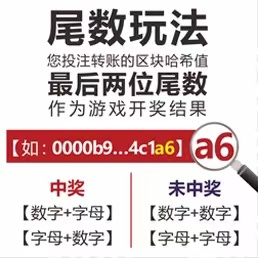 尾数玩法
您投注转账的区块哈希值
最后两位尾数
作为游戏开奖结果
【如：0000b9...4c1a6】 a6
中奖 未中奖
【数字+字母】 【数字+数字】
【字母+数字】 【字母+字母】